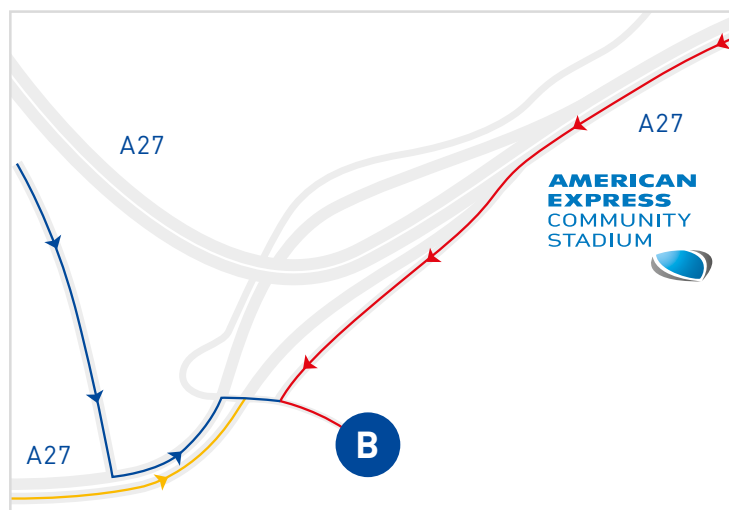 A27
A27
AMERICAN
EXPRESS
COMMUNITY
STADIUM
A27
B